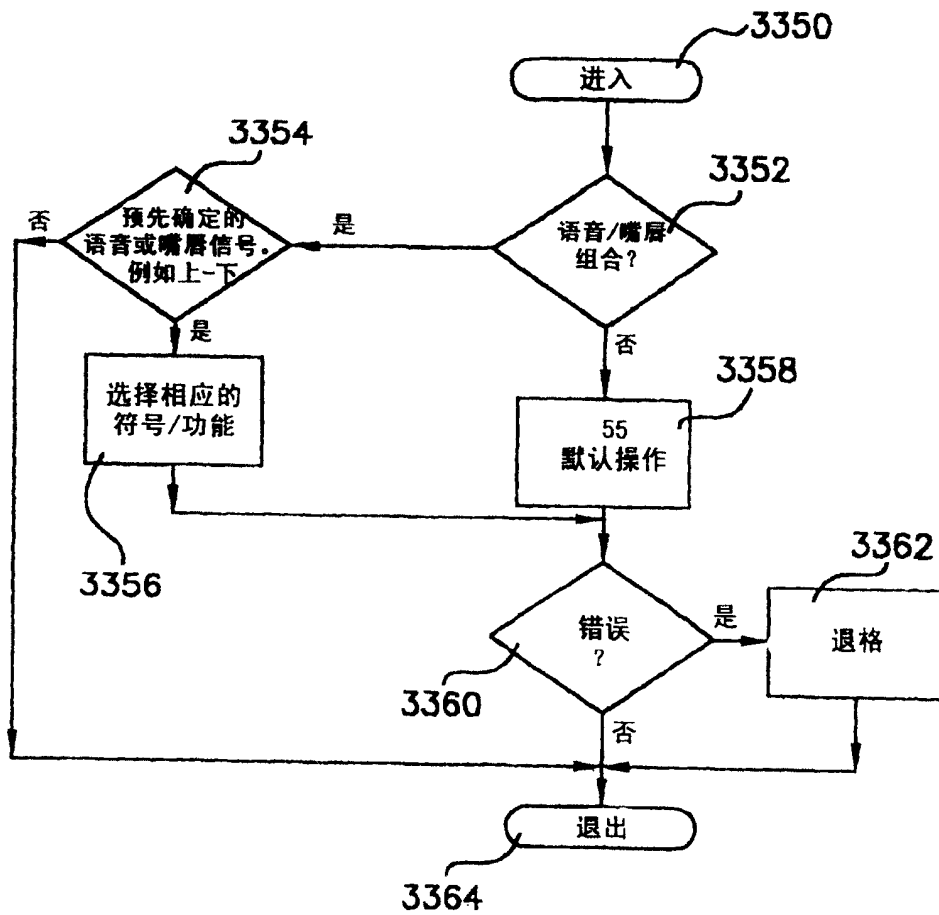 3350
进入
3354
3352
预先确定的
语音或嘴唇信号。
例如上-下
否
是
语音/嘴唇
组合？
是
否
选择相应的
符号/功能
3358
55
默认操作
3356
3362
错误
？
是
退格
3360
否
退出
3364